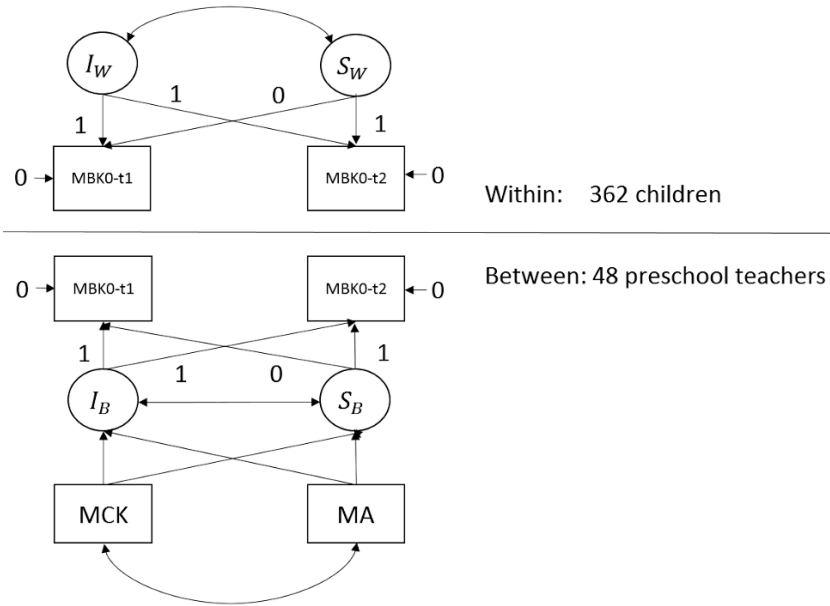 I_W S_W
1 0
1 1
0 MBK0-t1 MBK0-t2 0
Within: 362 children
Between: 48 preschool teachers
0 MBK0-t1 MBK0-t2 0
1 1
1 0
I_B S_B
MCK MA